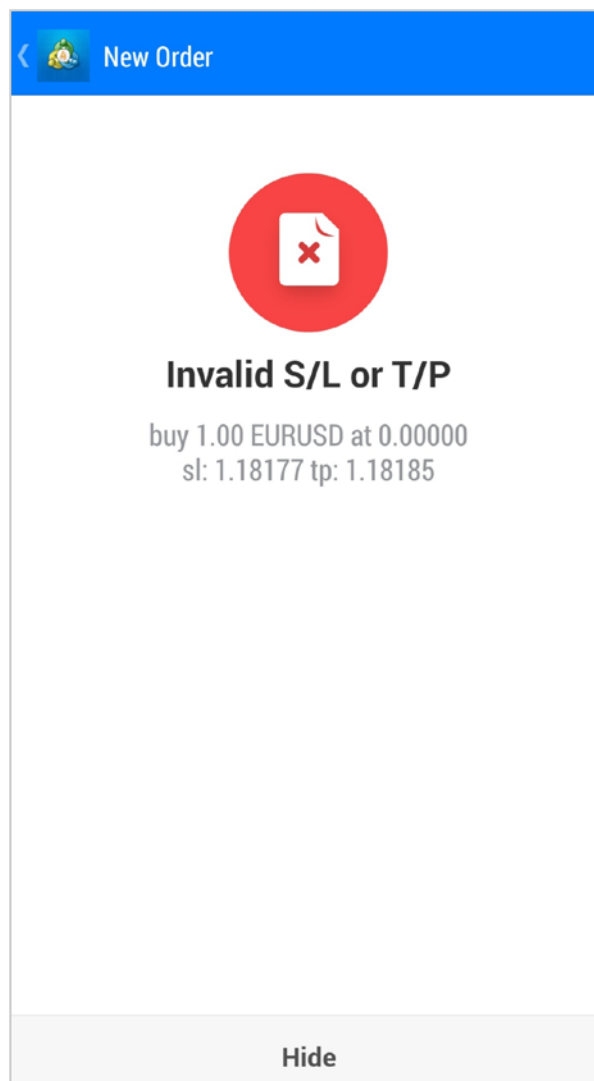 New Order
Invalid S/L or T/P
buy 1.00 EURUSD at 0.00000
sl: 1.18177 tp: 1.18185
Hide